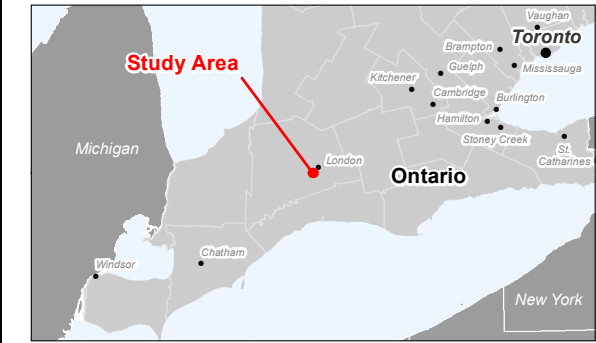 Vaughan
Toronto
Brampton
Study Area
Guelph
Mississauga
Kitchener
Cambridge
Burlington
Hamilton
Stoney Creek
Michigan
London
St.
Catharines
Ontario
Chatham
Windsor
New York